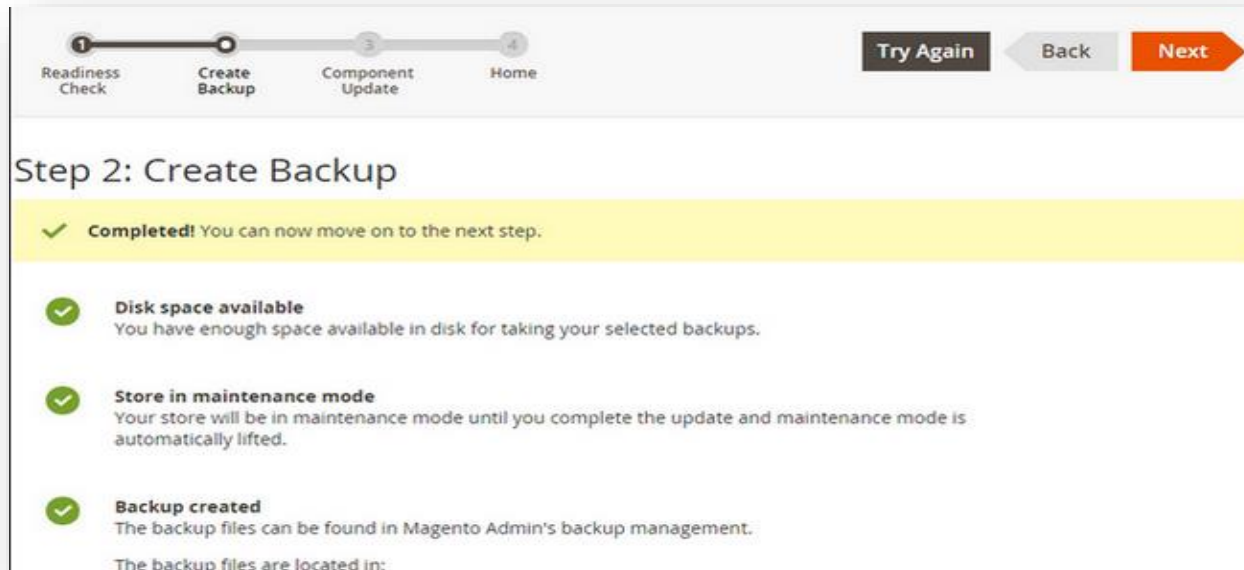 1
3
4
Readiness
Check
Create
Backup
Component
Update
Home
Try Again
Back
Next
Step 2: Create Backup
Completed! You can now move on to the next step.
Disk space available
You have enough space available in disk for taking your selected backups.
Store in maintenance mode
Your store will be in maintenance mode until you complete the update and maintenance mode is
automatically lifted.
Backup created
The backup files can be found in Magento Admin's backup management.
The backup files are located in: